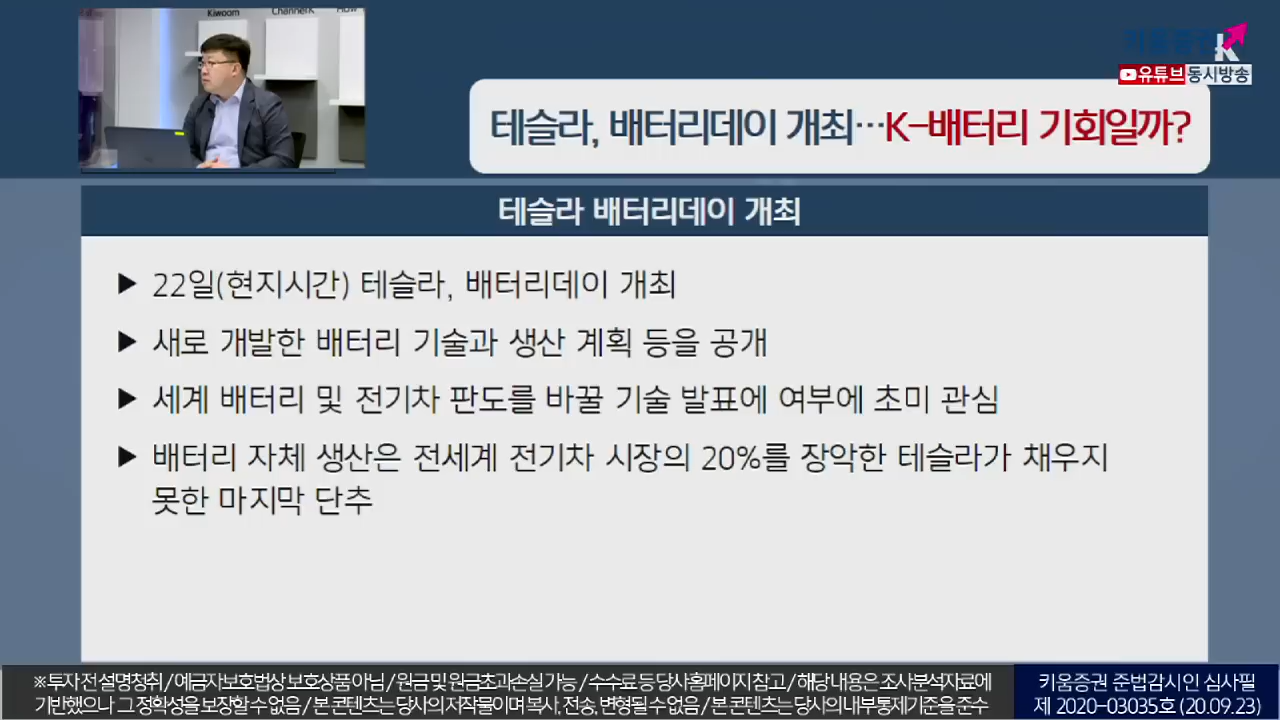 Kiwoom
ChannelK
키움증권
K
유튜브 동시방송
테슬라, 배터리데이 개최…K-배터리 기회일까?
테슬라 배터리데이 개최
▶ 22일(현지시간) 테슬라, 배터리데이 개최
▶ 새로 개발한 배터리 기술과 생산 계획 등을 공개
▶ 세계 배터리 및 전기차 판도를 바꿀 기술 발표에 여부에 초미 관심
▶ 배터리 자체 생산은 전세계 전기차 시장의 20%를 장악한 테슬라가 채우지
못한 마지막 단추
※ 투자 전 설명청취 / 예금자보호법상 보호상품 아님 / 원금 및 원금초과손실 가능 / 수수료 등 당사홈페이지 참고 / 해당 내용은 조사분석자료에
기반했으나 그 정확성을 보장할 수 없음 / 본 콘텐츠는 당사의 저작물이며 복사, 전송, 변형될 수 없음 / 본 콘텐츠는 당사의 내부통제기준을 준수
키움증권 준법감시인 심사필
제 2020-03035호 (20.09.23)